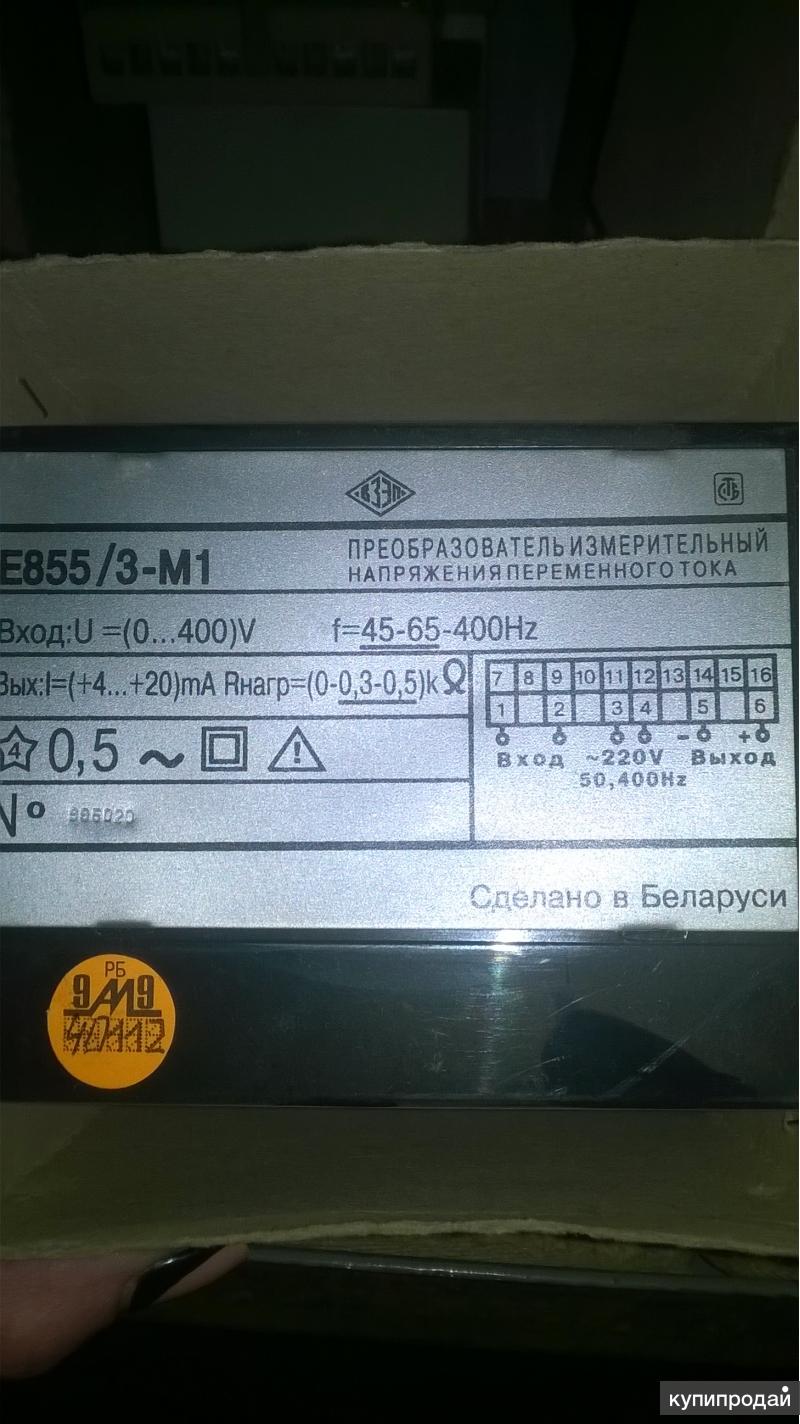 ВЗЭП
СТБ
Е855/3-М1
ПРЕОБРАЗОВАТЕЛЬ ИЗМЕРИТЕЛЬНЫЙ
НАПРЯЖЕНИЯ ПЕРЕМЕННОГО ТОКА
Вход:U =(0...400)V f=45-65-400Hz
Вых:I=(+4...+20)mA Rнагр=(0-0,3-0,5)kΩ
7 8 9 10 11 12 13 14 15 16
1 2 3 4 5 6
- +
Вход ~220V Выход
50,400Hz
4 0,5 ~ !
№
Сделано в Беларуси
РБ
9 9
купипродай